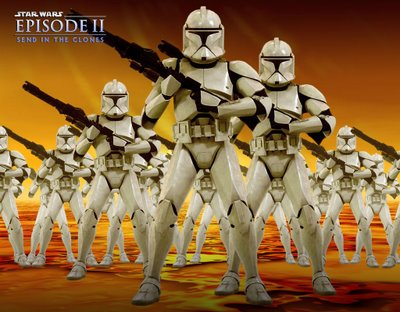 STAR WARS
EPISODE II
SEND IN THE CLONES